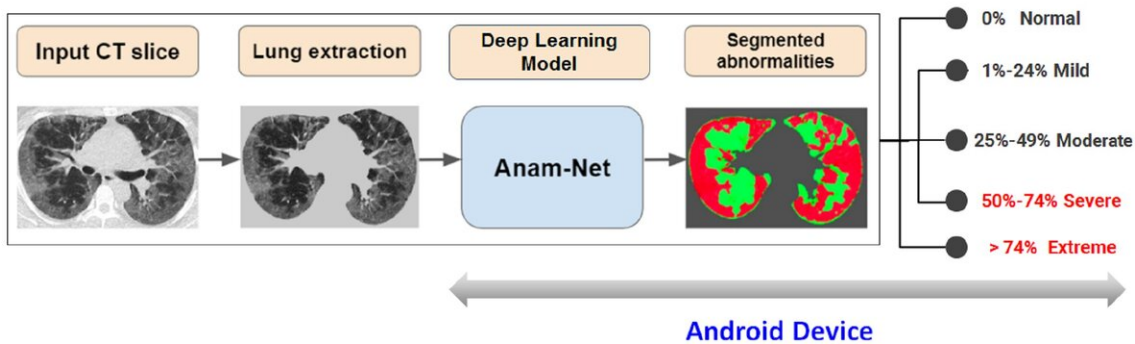 Input CT slice
Lung extraction
Deep Learning
Model
Segmented
abnormalities
Anam-Net
0% Normal
1%-24% Mild
25%-49% Moderate
50%-74% Severe
> 74% Extreme
Android Device